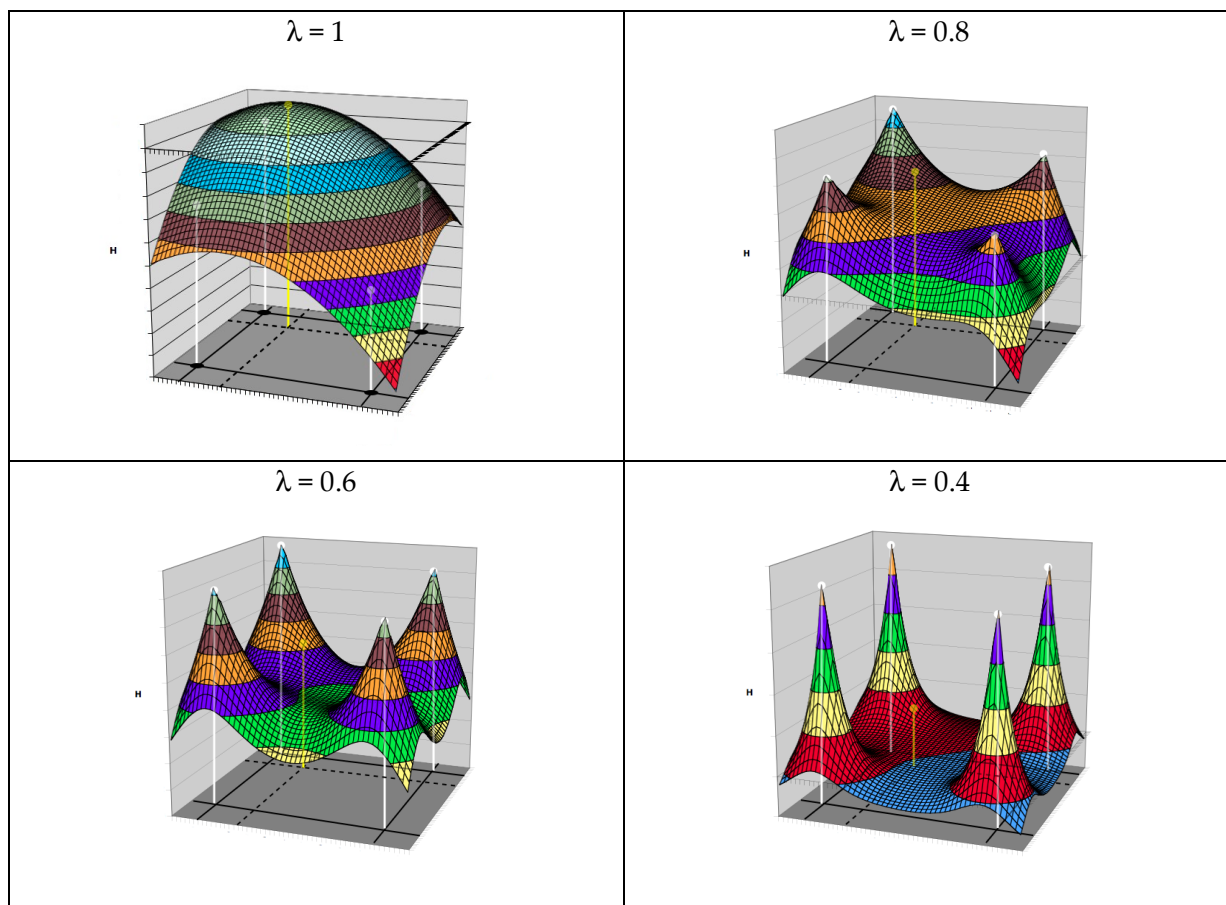 λ = 1
λ = 0.8
H
H
λ = 0.6
λ = 0.4
H
H